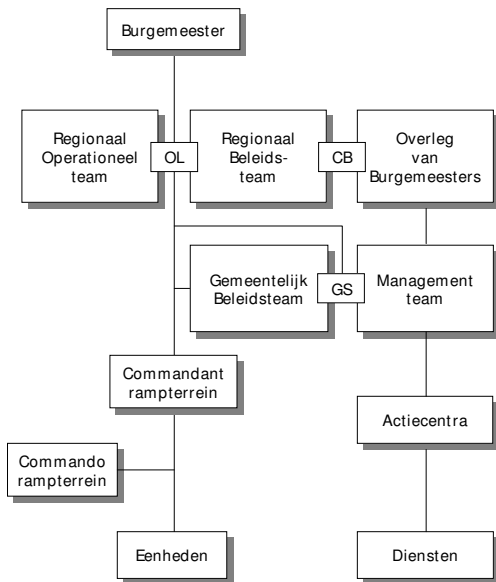 Burgemeester
Regionaal
Operationeel
team
OL
Regionaal
Beleids-
team
CB
Overleg
van
Burgemeesters
Gemeentelijk
Beleidsteam
GS
Management
team
Commandant
rampterrein
Actiecentra
Commando
rampterrein
Eenheden
Diensten